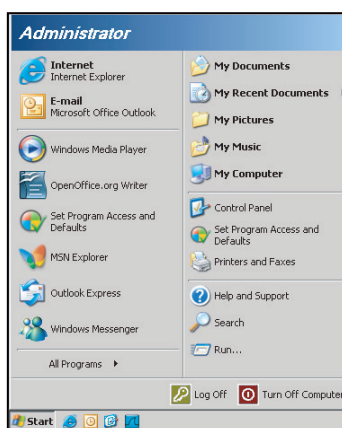 Administrator
Internet
Internet Explorer
E-mail
Microsoft Office Outlook
Windows Media Player
OpenOffice.org Writer
Set Program Access and
Defaults
MSN Explorer
Outlook Express
Windows Messenger
All Programs
My Documents
My Recent Documents
My Pictures
My Music
My Computer
Control Panel
Set Program Access and
Defaults
Printers and Faxes
Help and Support
Search
Run...
Log Off
Turn Off Computer
Start